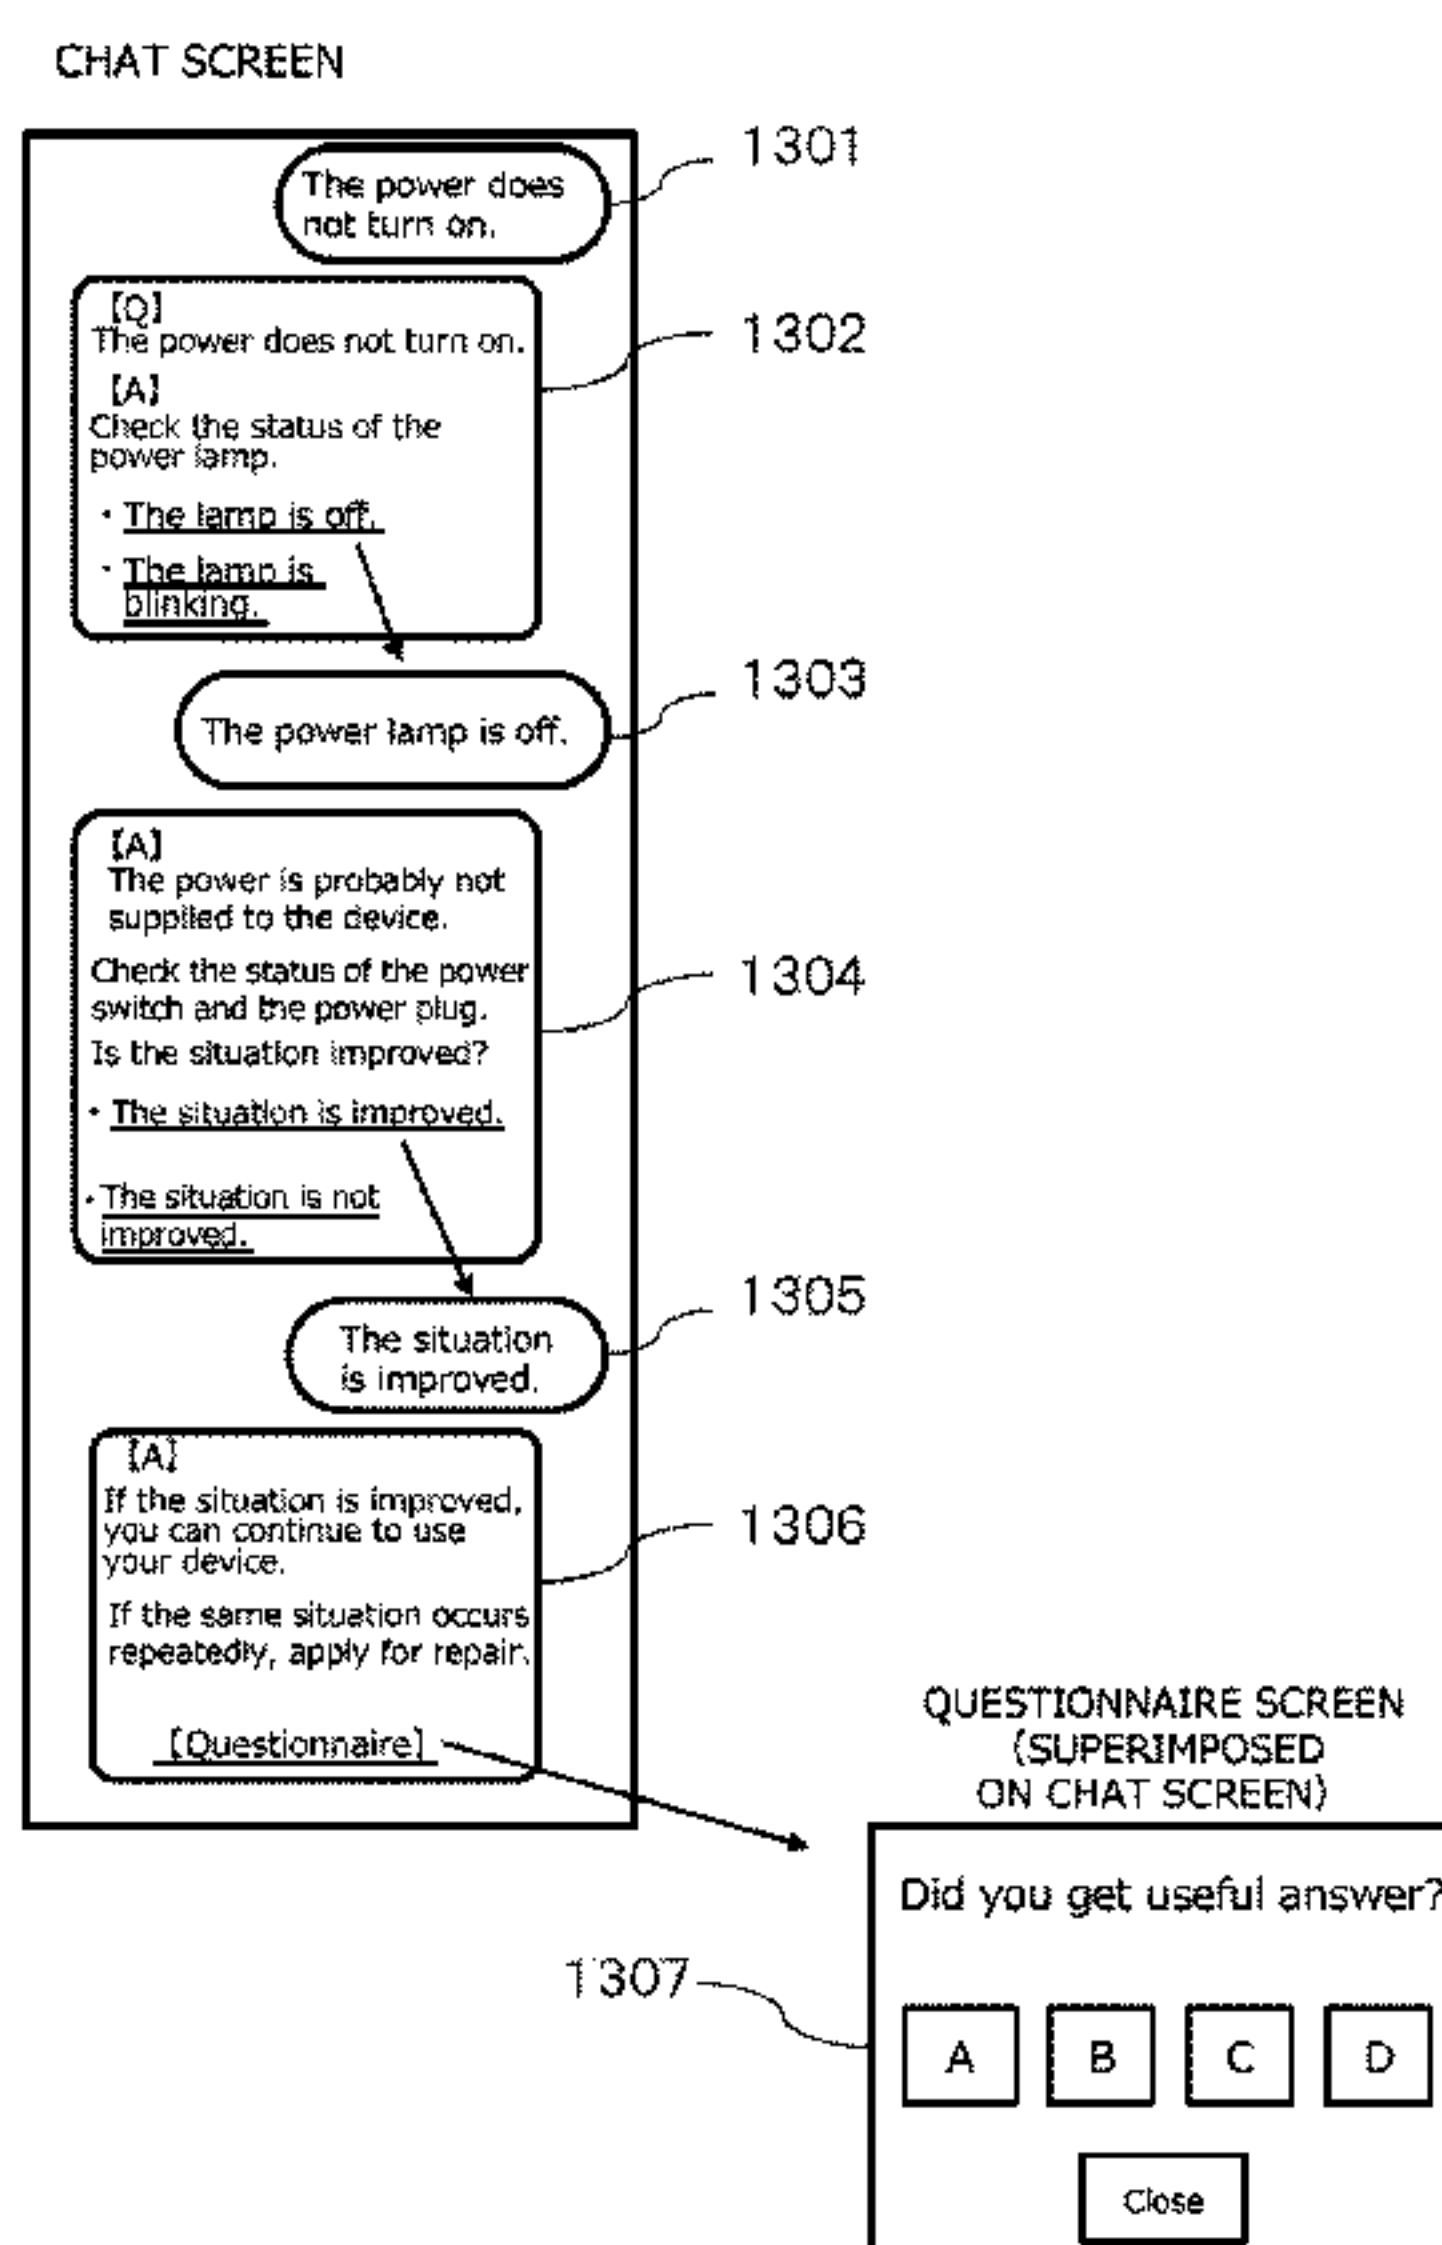 CHAT SCREEN
1301
The power does
not turn on.
【Q】
The power does not turn on.
1302
【A】
Check the status of the
power lamp.
・The lamp is off.
・The lamp is
blinking.
1303
The power lamp is off.
【A】
The power is probably not
supplied to the device.
Check the status of the power
switch and the power plug.
1304
Is the situation improved?
・The situation is improved.
・The situation is not
improved.
1305
The situation
is improved.
【A】
If the situation is improved,
you can continue to use
your device.
1306
If the same situation occurs
repeatedly, apply for repair.
【Questionnaire】
QUESTIONNAIRE SCREEN
(SUPERIMPOSED
ON CHAT SCREEN)
Did you get useful answer?
1307
A B C D
Close